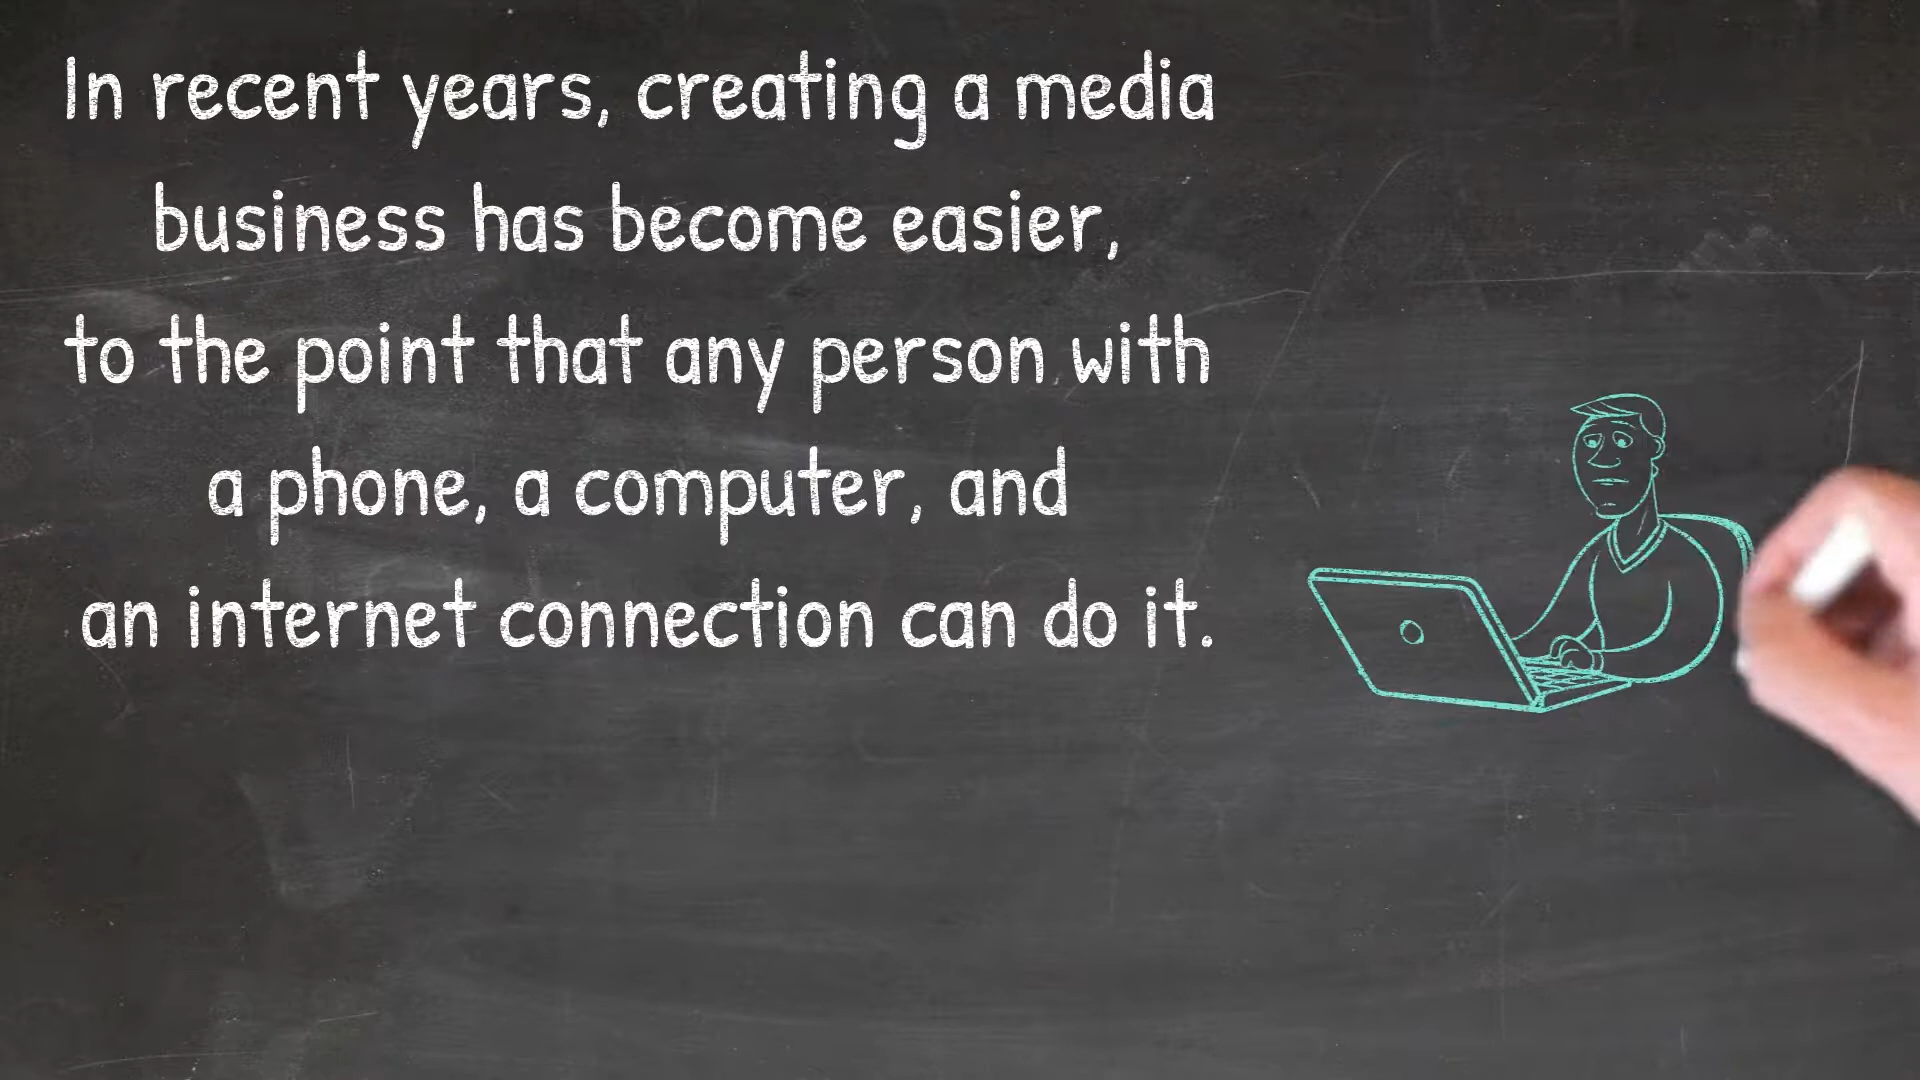 In recent years, creating a media
business has become easier,
to the point that any person with
a phone, a computer, and
an internet connection can do it.